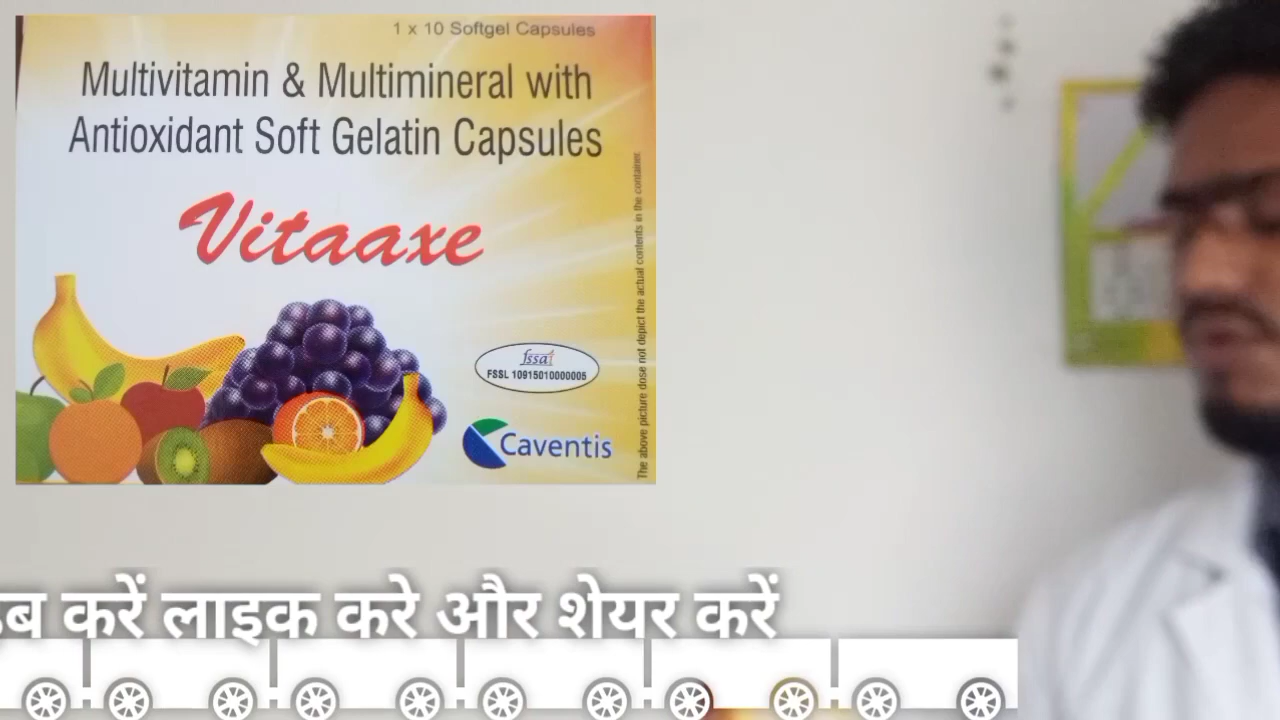 1 x 10 Softgel Capsules
Multivitamin & Multimineral with
Antioxidant Soft Gelatin Capsules
Vitaaxe
fssai
FSSL 10915010000005
Caventis
The above picture dose not depict the actual contents in the container.
करें लाइक करे और शेयर करें